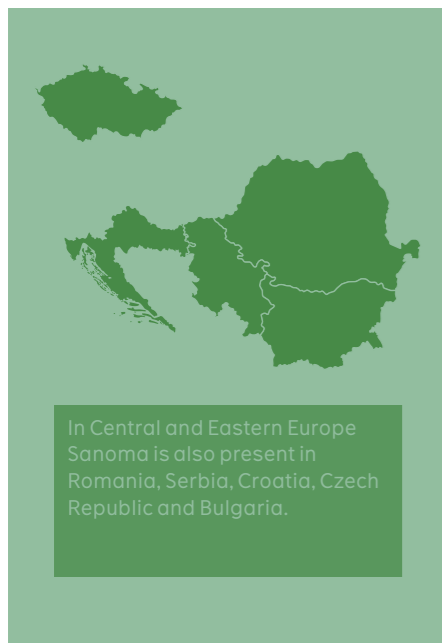 In Central and Eastern Europe
Sanoma is also present in
Romania, Serbia, Croatia, Czech
Republic and Bulgaria.